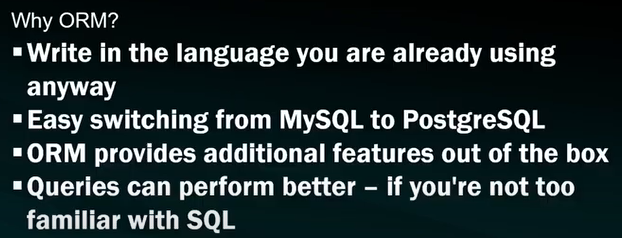 Why ORM?
▪Write in the language you are already using
anyway
▪Easy switching from MySQL to PostgreSQL
▪ORM provides additional features out of the box
▪Queries can perform better – if you're not too
familiar with SQL